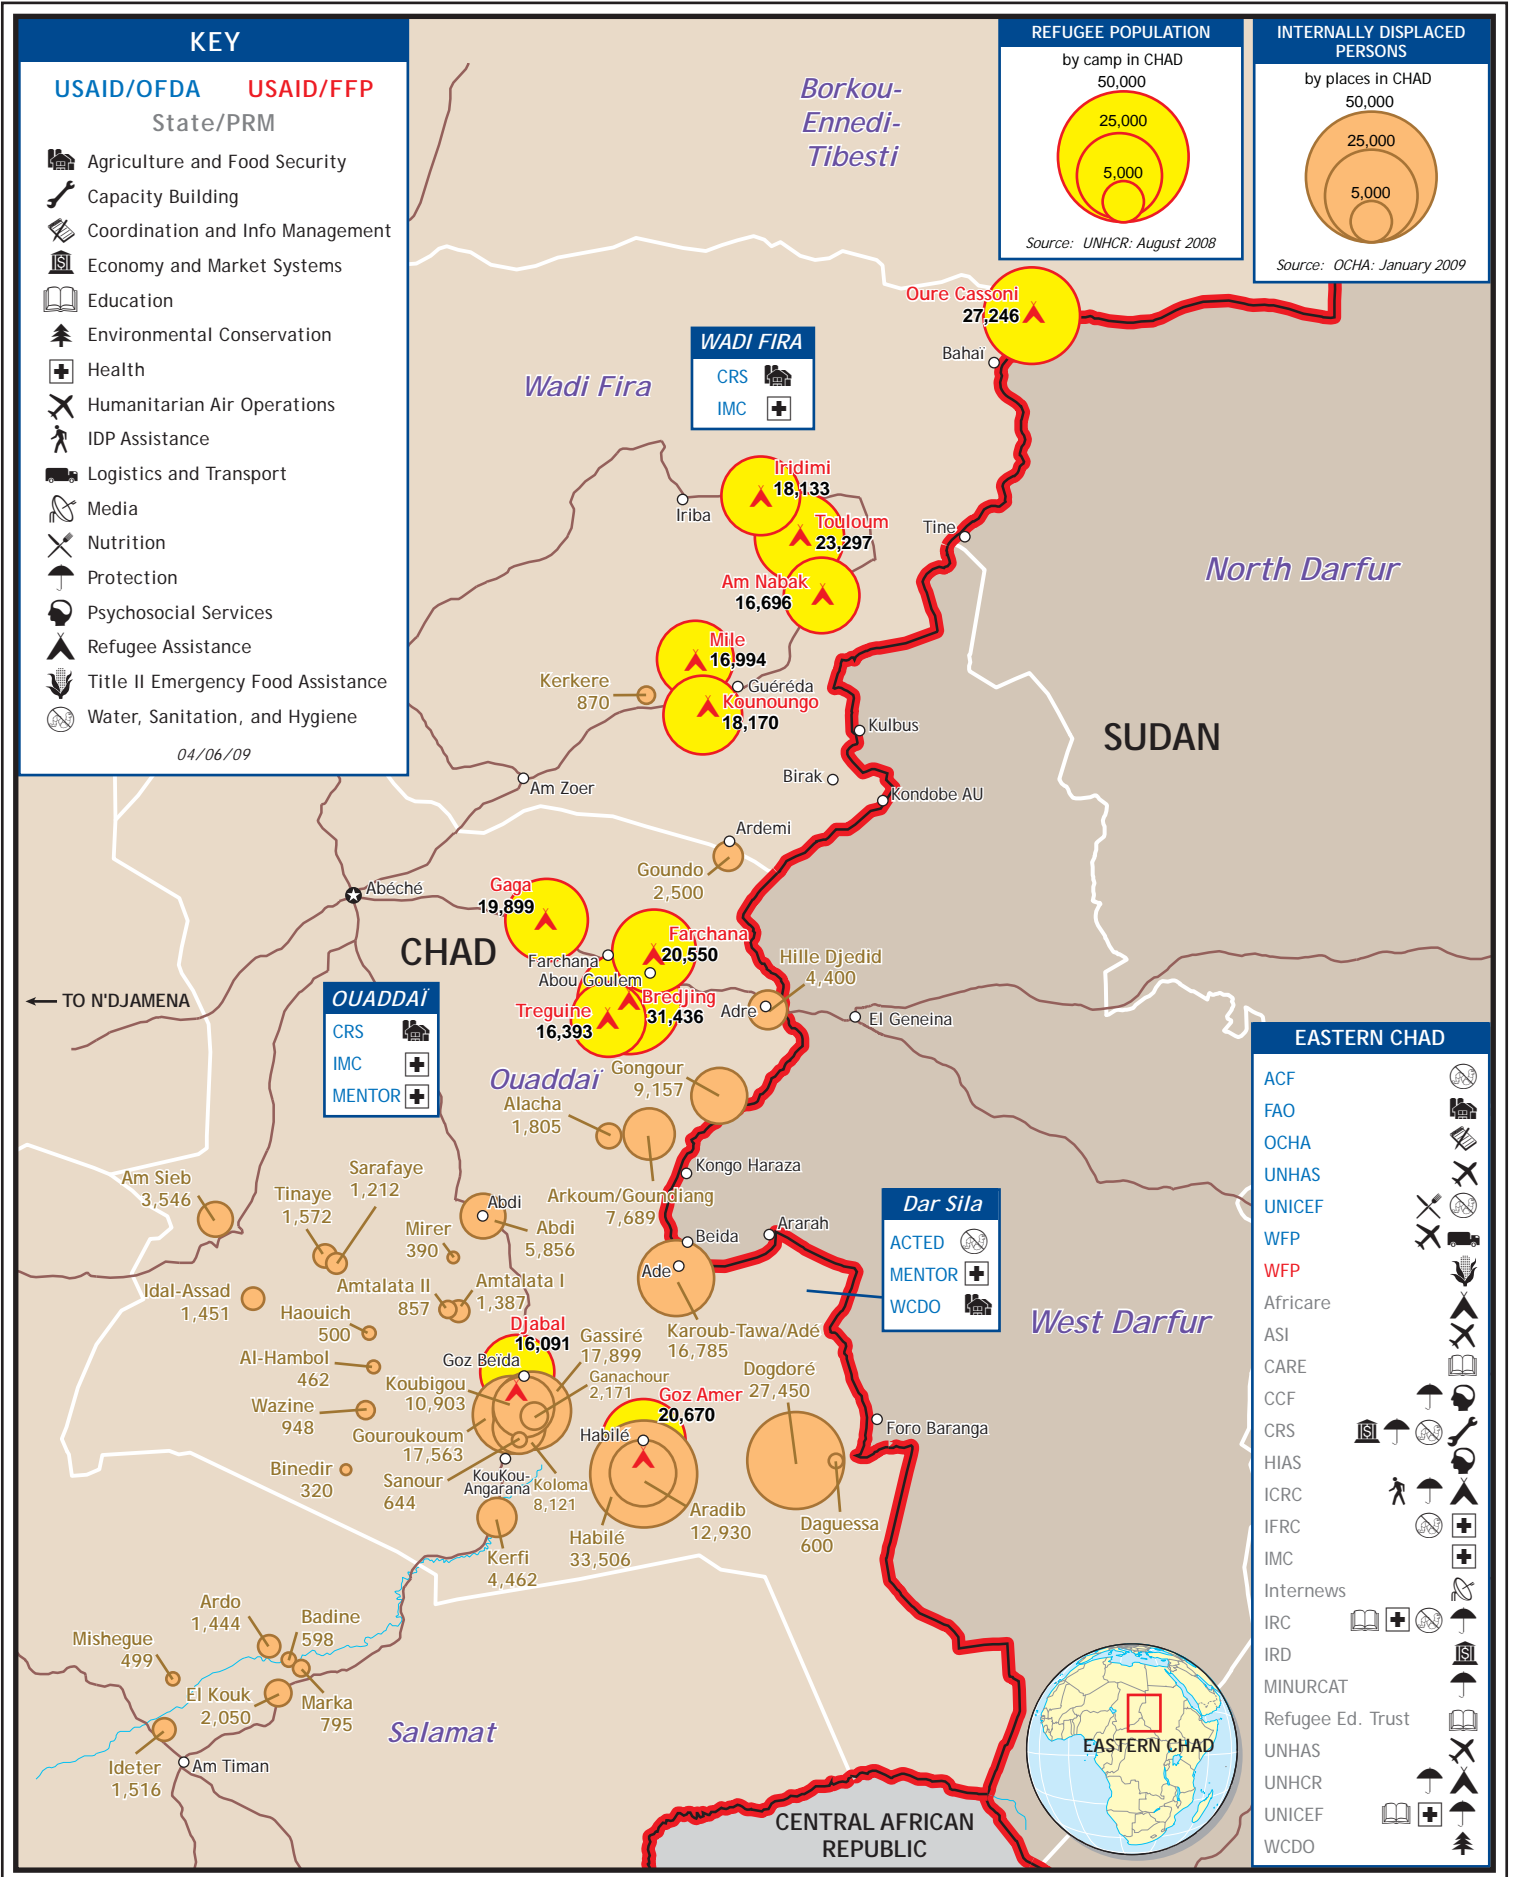 KEY
USAID/OFDA USAID/FFP
State/PRM
Agriculture and Food Security
Capacity Building
Coordination and Info Management
Economy and Market Systems
Education
Environmental Conservation
Health
Humanitarian Air Operations
IDP Assistance
Logistics and Transport
Media
Nutrition
Protection
Psychosocial Services
Refugee Assistance
Title II Emergency Food Assistance
Water, Sanitation, and Hygiene
04/06/09
REFUGEE POPULATION
by camp in CHAD
50,000
25,000
5,000
Source: UNHCR: August 2008
INTERNALLY DISPLACED
PERSONS
by places in CHAD
50,000
25,000
5,000
Source: OCHA: January 2009
Borkou-
Ennedi-
Tibesti
Oure Cassoni
27,246
Bahaï
WADI FIRA
CRS
IMC
Wadi Fira
Iridimi
18,133
Iriba
Touloum
23,297
Tine
Am Nabak
16,696
North Darfur
Mile
16,994
Kerkere
870
Guéréda
Kounoungo
18,170
Kulbus
SUDAN
Birak
Am Zoer
Kondobe AU
Ardemi
Goundo
2,500
Abéché
Gaga
19,899
CHAD
Farchana
20,550
Farchana
Abou Goulem
Hille Djedid
4,400
TO N'DJAMENA
Bredjing
31,436
Treguine
16,393
Adre
El Geneina
OUADDAÏ
CRS
IMC
MENTOR
Ouaddaï
Gongour
9,157
Alacha
1,805
Kongo Haraza
Arkoum/Goundiang
7,689
Am Sieb
3,546
Sarafaye
1,212
Tinaye
1,572
Abdi
Abdi
5,856
Mirer
390
Beida
Ararah
Ade
Dar Sila
ACTED
MENTOR
WCDO
Idal-Assad
1,451
Amtalata II
857
Amtalata I
1,387
Haouich
500
Djabal
16,091
Karoub-Tawa/Adé
16,785
West Darfur
Al-Hambol
462
Goz Beïda
Gassiré
17,899
Koubigou
10,903
Ganachour
2,171
Dogdoré
27,450
Goz Amer
20,670
Wazine
948
Gouroukoum
17,563
Habilé
Foro Baranga
Binedir
320
Sanour
644
KouKou-
Angarana
Koloma
8,121
Aradib
12,930
Habilé
33,506
Daguessa
600
Kerfi
4,462
Ardo
1,444
Badine
598
Mishegue
499
El Kouk
2,050
Marka
795
Salamat
Ideter
1,516
Am Timan
CENTRAL AFRICAN
REPUBLIC
EASTERN CHAD
EASTERN CHAD
ACF
FAO
OCHA
UNHAS
UNICEF
WFP
WFP
Africare
ASI
CARE
CCF
CRS
HIAS
ICRC
IFRC
IMC
Internews
IRC
IRD
MINURCAT
Refugee Ed. Trust
UNHAS
UNHCR
UNICEF
WCDO